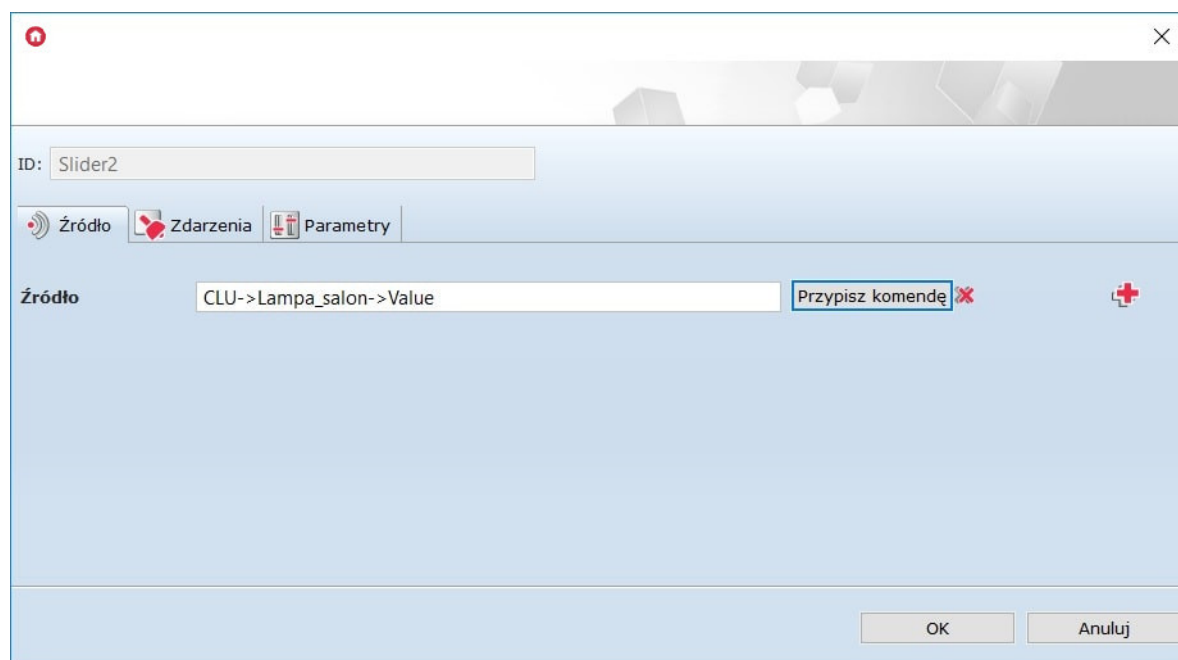 ID: Slider2
Źródło Zdarzenia Parametry
Źródło CLU->Lampa_salon->Value Przypisz komendę
OK Anuluj